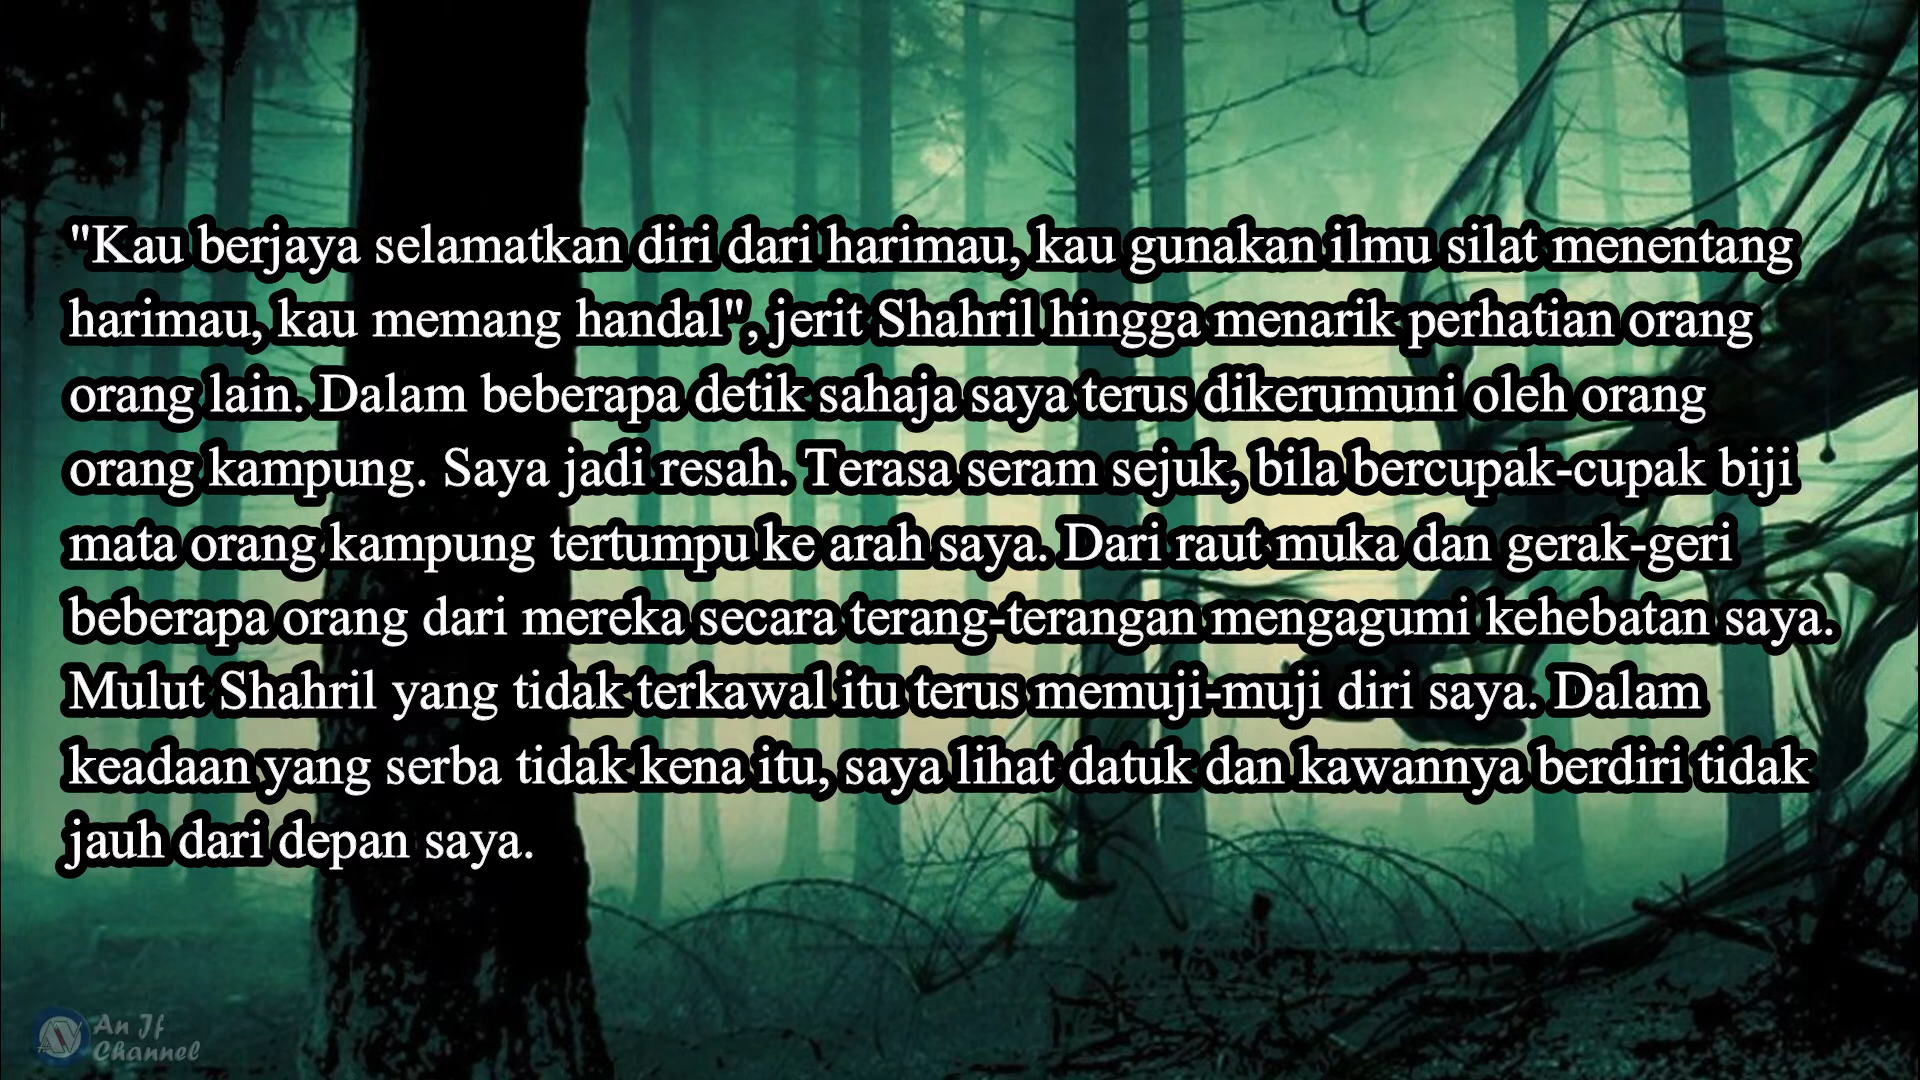 "Kau berjaya selamatkan diri dari harimau, kau gunakan ilmu silat menentang
harimau, kau memang handal", jerit Shahril hingga menarik perhatian orang
orang lain. Dalam beberapa detik sahaja saya terus dikerumuni oleh orang
orang kampung. Saya jadi resah. Terasa seram sejuk, bila bercupak-cupak biji
mata orang kampung tertumpu ke arah saya. Dari raut muka dan gerak-geri
beberapa orang dari mereka secara terang-terangan mengagumi kehebatan saya.
Mulut Shahril yang tidak terkawal itu terus memuji-muji diri saya. Dalam
keadaan yang serba tidak kena itu, saya lihat datuk dan kawannya berdiri tidak
jauh dari depan saya.
An If
Channel